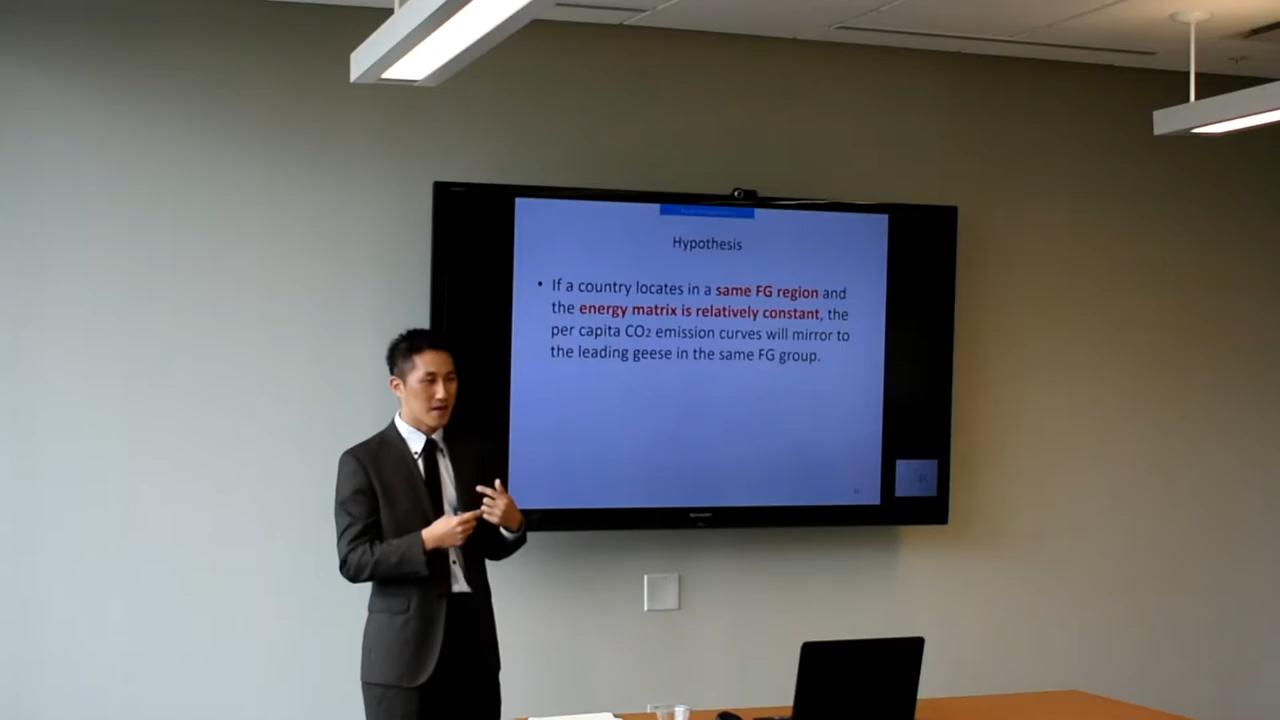 Hypothesis
• If a country locates in a same FG region and
the energy matrix is relatively constant, the
per capita CO2 emission curves will mirror to
the leading geese in the same FG group.
SHARP